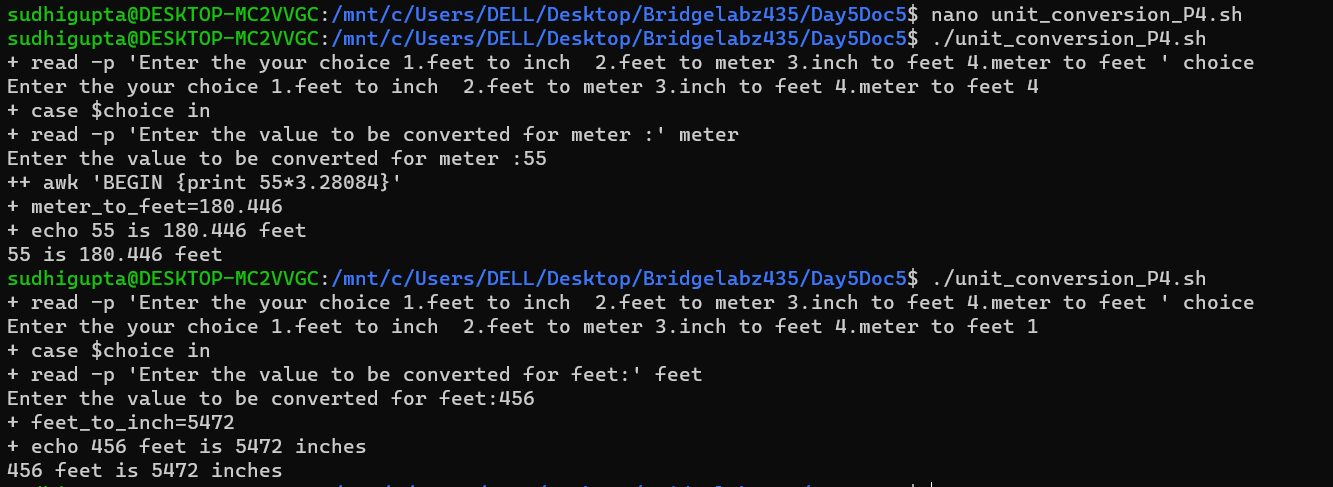 sudhigupta@DESKTOP-MC2VVGC:/mnt/c/Users/DELL/Desktop/Bridgelabz435/Day5Doc5$ nano unit_conversion_P4.sh
sudhigupta@DESKTOP-MC2VVGC:/mnt/c/Users/DELL/Desktop/Bridgelabz435/Day5Doc5$ ./unit_conversion_P4.sh
+ read -p 'Enter the your choice 1.feet to inch  2.feet to meter 3.inch to feet 4.meter to feet ' choice
Enter the your choice 1.feet to inch  2.feet to meter 3.inch to feet 4.meter to feet 4
+ case $choice in
+ read -p 'Enter the value to be converted for meter :' meter
Enter the value to be converted for meter :55
++ awk 'BEGIN {print 55*3.28084}'
+ meter_to_feet=180.446
+ echo 55 is 180.446 feet
55 is 180.446 feet
sudhigupta@DESKTOP-MC2VVGC:/mnt/c/Users/DELL/Desktop/Bridgelabz435/Day5Doc5$ ./unit_conversion_P4.sh
+ read -p 'Enter the your choice 1.feet to inch  2.feet to meter 3.inch to feet 4.meter to feet ' choice
Enter the your choice 1.feet to inch  2.feet to meter 3.inch to feet 4.meter to feet 1
+ case $choice in
+ read -p 'Enter the value to be converted for feet:' feet
Enter the value to be converted for feet:456
+ feet_to_inch=5472
+ echo 456 feet is 5472 inches
456 feet is 5472 inches